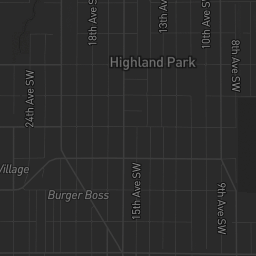 18th Ave S
13th Av
10th Ave S
8th Ave SW
Highland Park
24th Ave SW
Village
Burger Boss
15th Ave SW
9th Ave SW